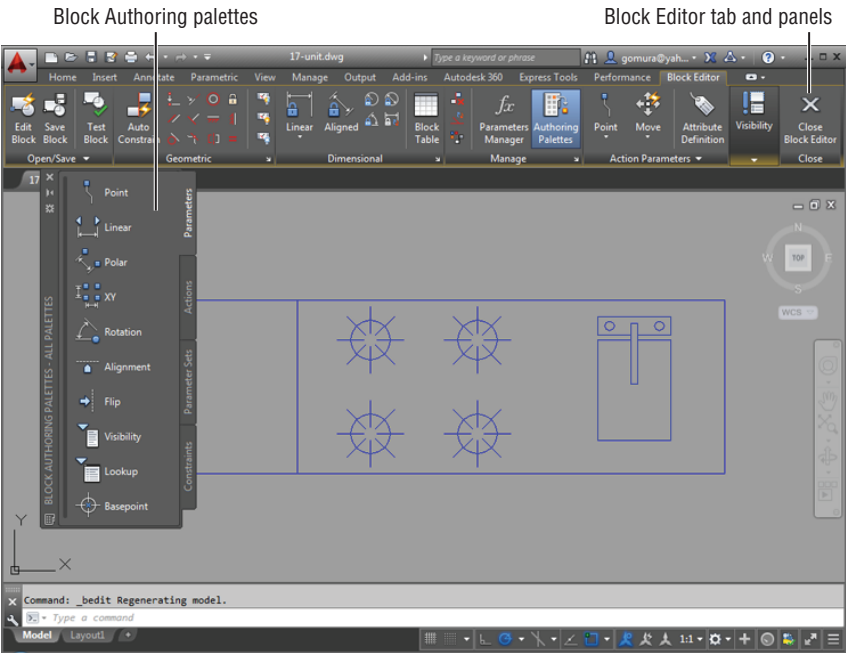 Block Authoring palettes
Block Editor tab and panels
17-unit.dwg
Type a keyword or phrase
gomura@yah...
Home Insert Annotate Parametric View Manage Output Add-ins Autodesk 360 Express Tools Performance Block Editor
Edit Block
Save Block
Test Block
Auto Constrain
Linear
Aligned
Block Table
fx
Parameters Manager
Authoring Palettes
Point
Move
Attribute Definition
Visibility
Close Block Editor
Open/Save
Geometric
Dimensional
Manage
Action Parameters
Close
17
Point
Linear
Polar
XY
Rotation
Alignment
Flip
Visibility
Lookup
Basepoint
Parameters
Actions
Parameter Sets
Constraints
BLOCK AUTHORING PALETTES - ALL PALETTES
N
W
TOP
E
S
WCS
Y
X
Command: _bedit Regenerating model.
Type a command
Model Layout1 +
1:1